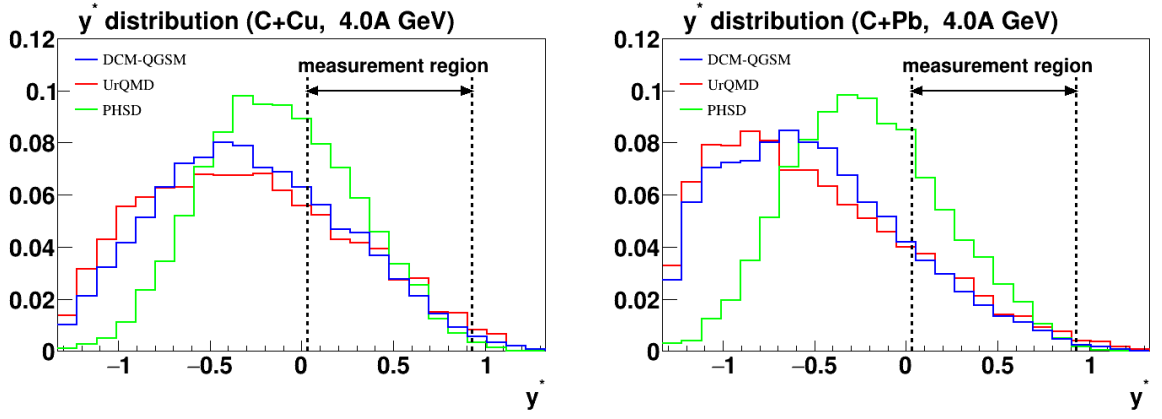 y* distribution (C+Cu, 4.0A GeV)
0.12
0.1
0.08
0.06
0.04
0.02
0
DCM-QGSM
UrQMD
PHSD
measurement region
−1
−0.5
0
0.5
1
y*
y* distribution (C+Pb, 4.0A GeV)
0.12
0.1
0.08
0.06
0.04
0.02
0
DCM-QGSM
UrQMD
PHSD
measurement region
−1
−0.5
0
0.5
1
y*